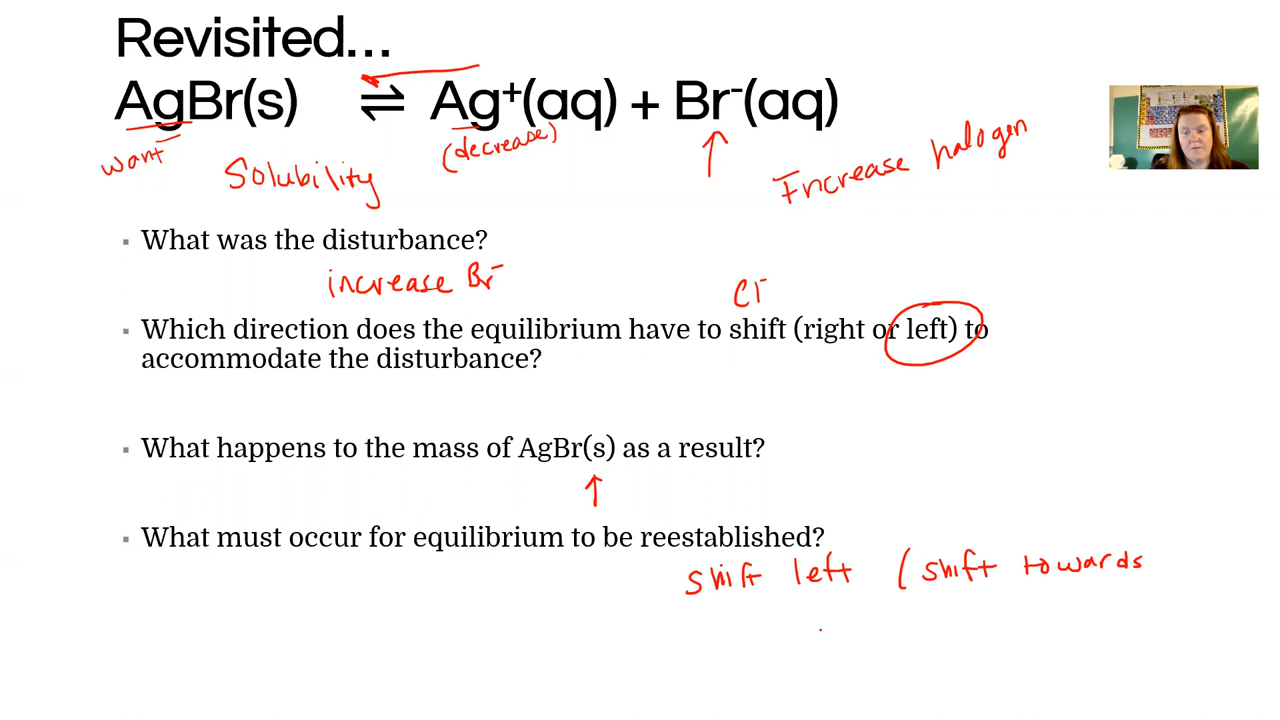 Revisited...
AgBr(s) ⇌ Ag⁺(aq) + Br⁻(aq)
want
Solubility
(decrease)
Increase halogen
▪ What was the disturbance?
increase Br⁻
Cl⁻
▪ Which direction does the equilibrium have to shift (right or left) to
accommodate the disturbance?
▪ What happens to the mass of AgBr(s) as a result?
↑
▪ What must occur for equilibrium to be reestablished?
shift left (shift towards